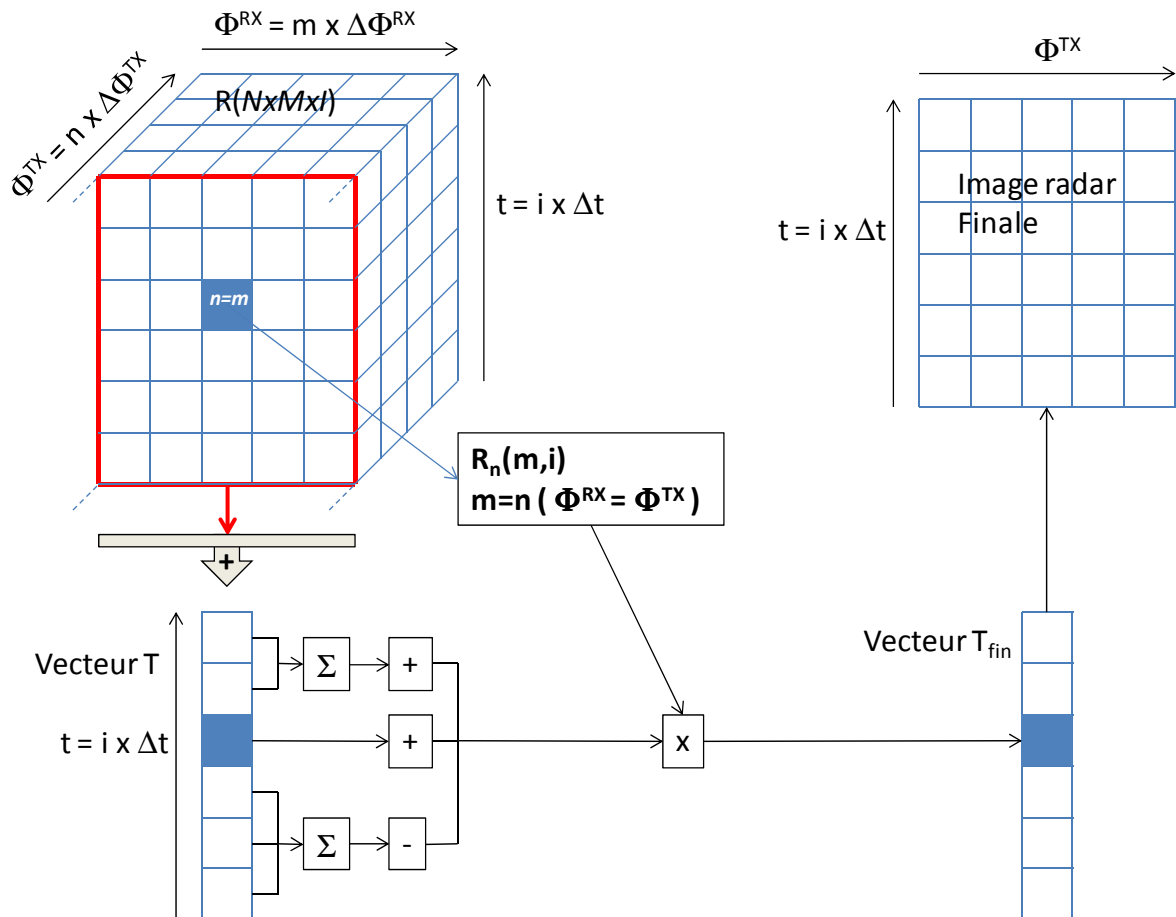 Φ^RX = m x ΔΦ^RX
Φ^TX = n x ΔΦ^TX
R(NxMxI)
t = i x Δt
n=m
Φ^TX
t = i x Δt
Image radar
Finale
R_n(m,i)
m=n ( Φ^RX = Φ^TX )
+
Vecteur T
t = i x Δt
Σ
+
+
Σ
-
x
Vecteur T_fin